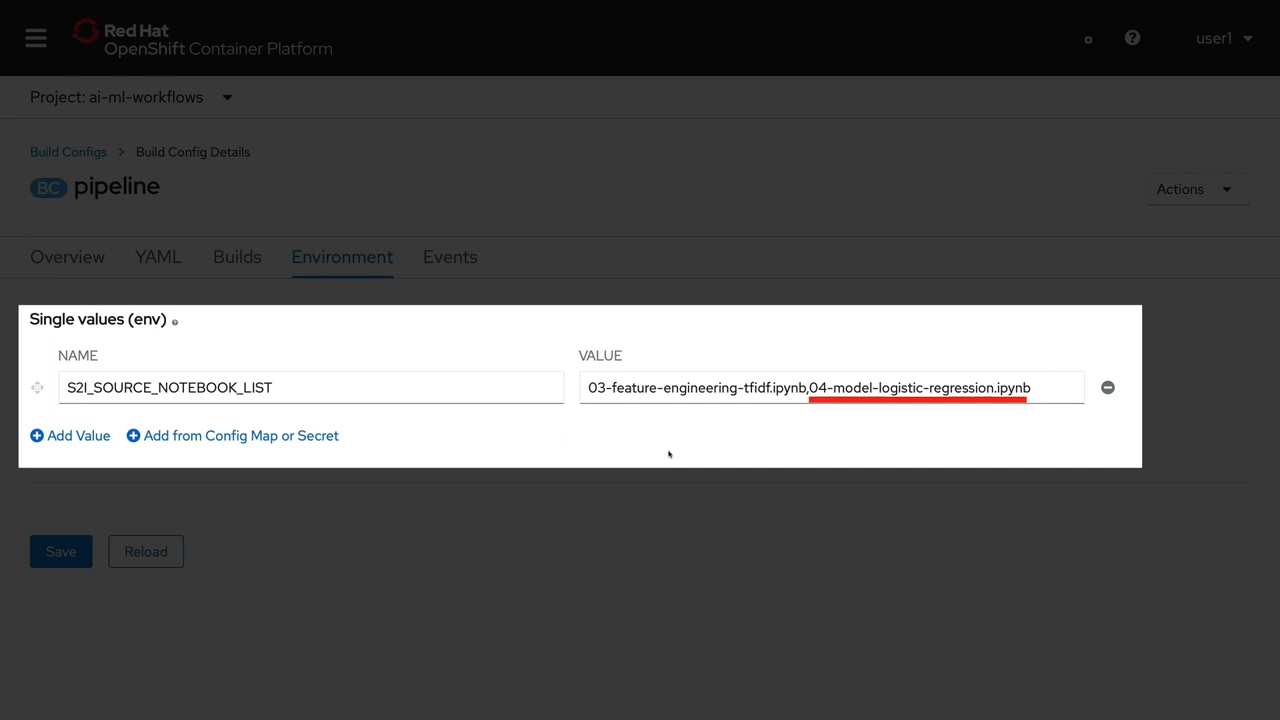 Red Hat
OpenShift Container Platform
user1
Project: ai-ml-workflows
Build Configs > Build Config Details
BC pipeline
Actions
Overview YAML Builds Environment Events
Single values (env)
NAME VALUE
S2I_SOURCE_NOTEBOOK_LIST 03-feature-engineering-tfidf.ipynb,04-model-logistic-regression.ipynb
Add Value Add from Config Map or Secret
Save Reload